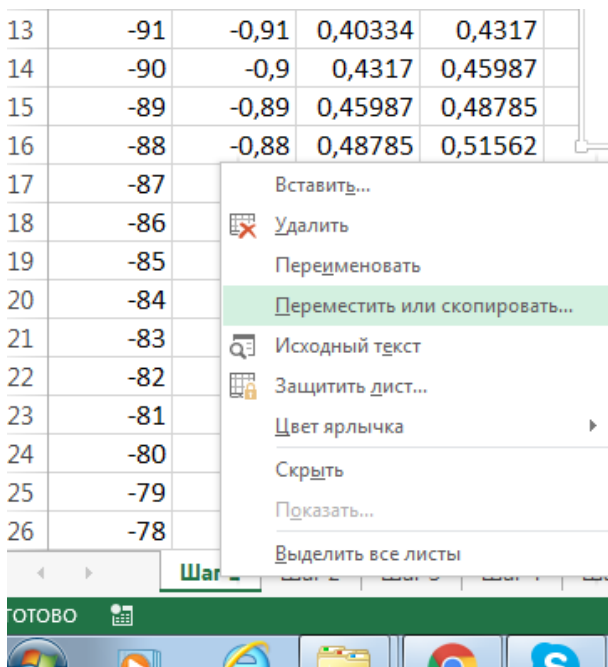 13 -91 -0,91 0,40334 0,4317
14 -90 -0,9 0,4317 0,45987
15 -89 -0,89 0,45987 0,48785
16 -88 -0,88 0,48785 0,51562
17 -87
18 -86
19 -85
20 -84
21 -83
22 -82
23 -81
24 -80
25 -79
26 -78
Вставить...
Удалить
Переименовать
Переместить или скопировать...
Исходный текст
Защитить лист...
Цвет ярлычка
Скрыть
Показать...
Выделить все листы
Шаг
ГОТОВО